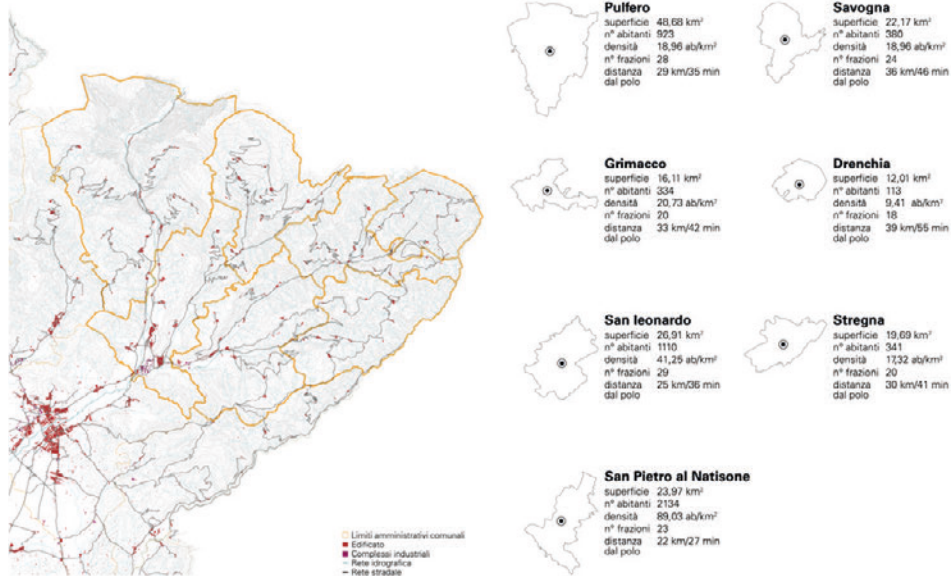 Pulfero
superficie 48,68 km²
n° abitanti 923
densità 18,96 ab/km²
n° frazioni 28
distanza 29 km/35 min
dal polo
Savogna
superficie 22,17 km²
n° abitanti 380
densità 18,96 ab/km²
n° frazioni 24
distanza 36 km/46 min
dal polo
Grimacco
superficie 16,11 km²
n° abitanti 334
densità 20,73 ab/km²
n° frazioni 20
distanza 33 km/42 min
dal polo
Drenchia
superficie 12,01 km²
n° abitanti 113
densità 9,41 ab/km²
n° frazioni 18
distanza 39 km/55 min
dal polo
San leonardo
superficie 26,91 km²
n° abitanti 1110
densità 41,25 ab/km²
n° frazioni 29
distanza 25 km/36 min
dal polo
Stregna
superficie 19,69 km²
n° abitanti 341
densità 17,32 ab/km²
n° frazioni 20
distanza 30 km/41 min
dal polo
San Pietro al Natisone
superficie 23,97 km²
n° abitanti 2134
densità 89,03 ab/km²
n° frazioni 23
distanza 22 km/27 min
dal polo
Limiti amministrativi comunali
Edificato
Complessi industriali
Rete idrografica
Rete stradale